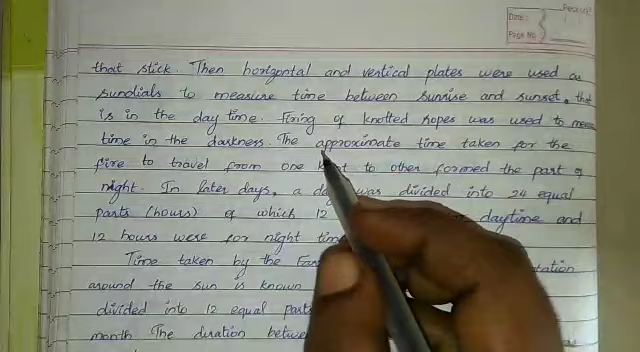 DATE:
PAGE NO.
that stick. Then horizontal and vertical plates were used as
sundials to measure time between sunrise and sunset, that
is in the day time. Firing of knotted ropes was used to
time in the darkness. The approximate time taken for the
fire to travel from one to other formed the part of
night. In later days, a day was divided into 24 equal
parts (hours) of which 12 daytime and
12 hours were for night
Time taken by the
around the sun is known
divided into 12 equal parts
month The duration